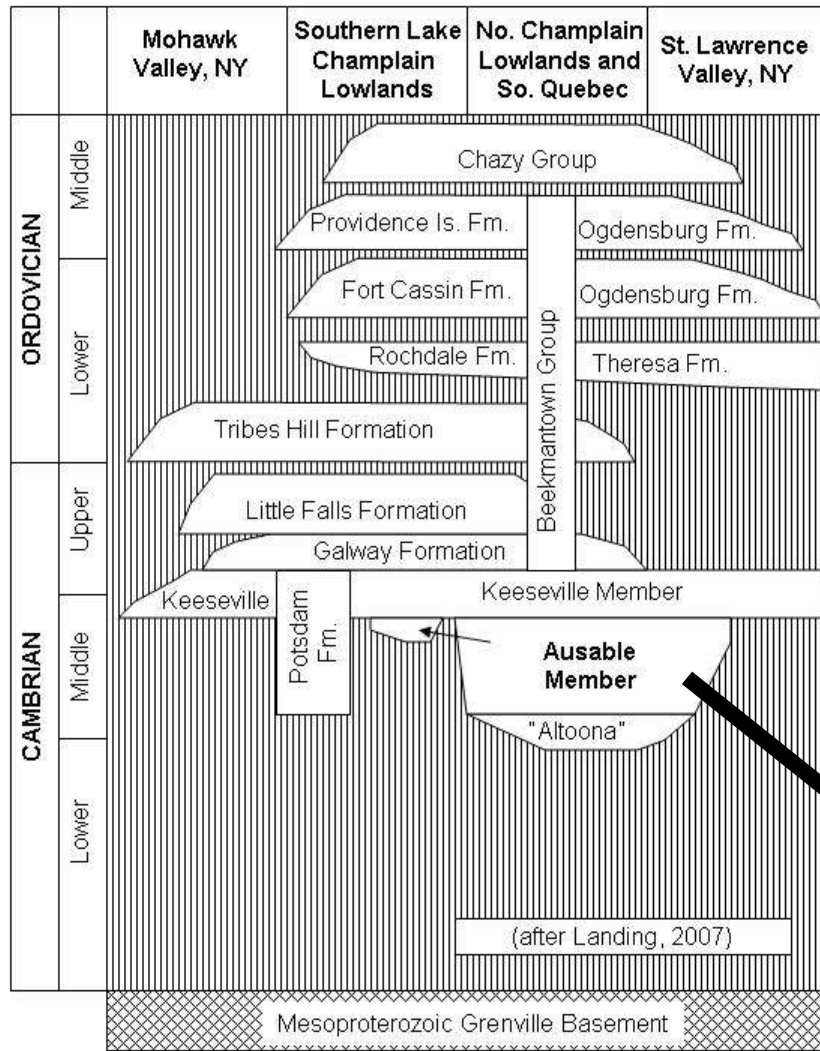 Mohawk
Valley, NY
Southern Lake
Champlain
Lowlands
No. Champlain
Lowlands and
So. Quebec
St. Lawrence
Valley, NY
ORDOVICIAN
Middle
Lower
CAMBRIAN
Upper
Middle
Lower
Chazy Group
Providence Is. Fm.
Ogdensburg Fm.
Fort Cassin Fm.
Ogdensburg Fm.
Rochdale Fm.
Theresa Fm.
Beekmantown Group
Tribes Hill Formation
Little Falls Formation
Galway Formation
Keeseville
Keeseville Member
Potsdam
Fm.
Ausable
Member
"Altoona"
(after Landing, 2007)
Mesoproterozoic Grenville Basement